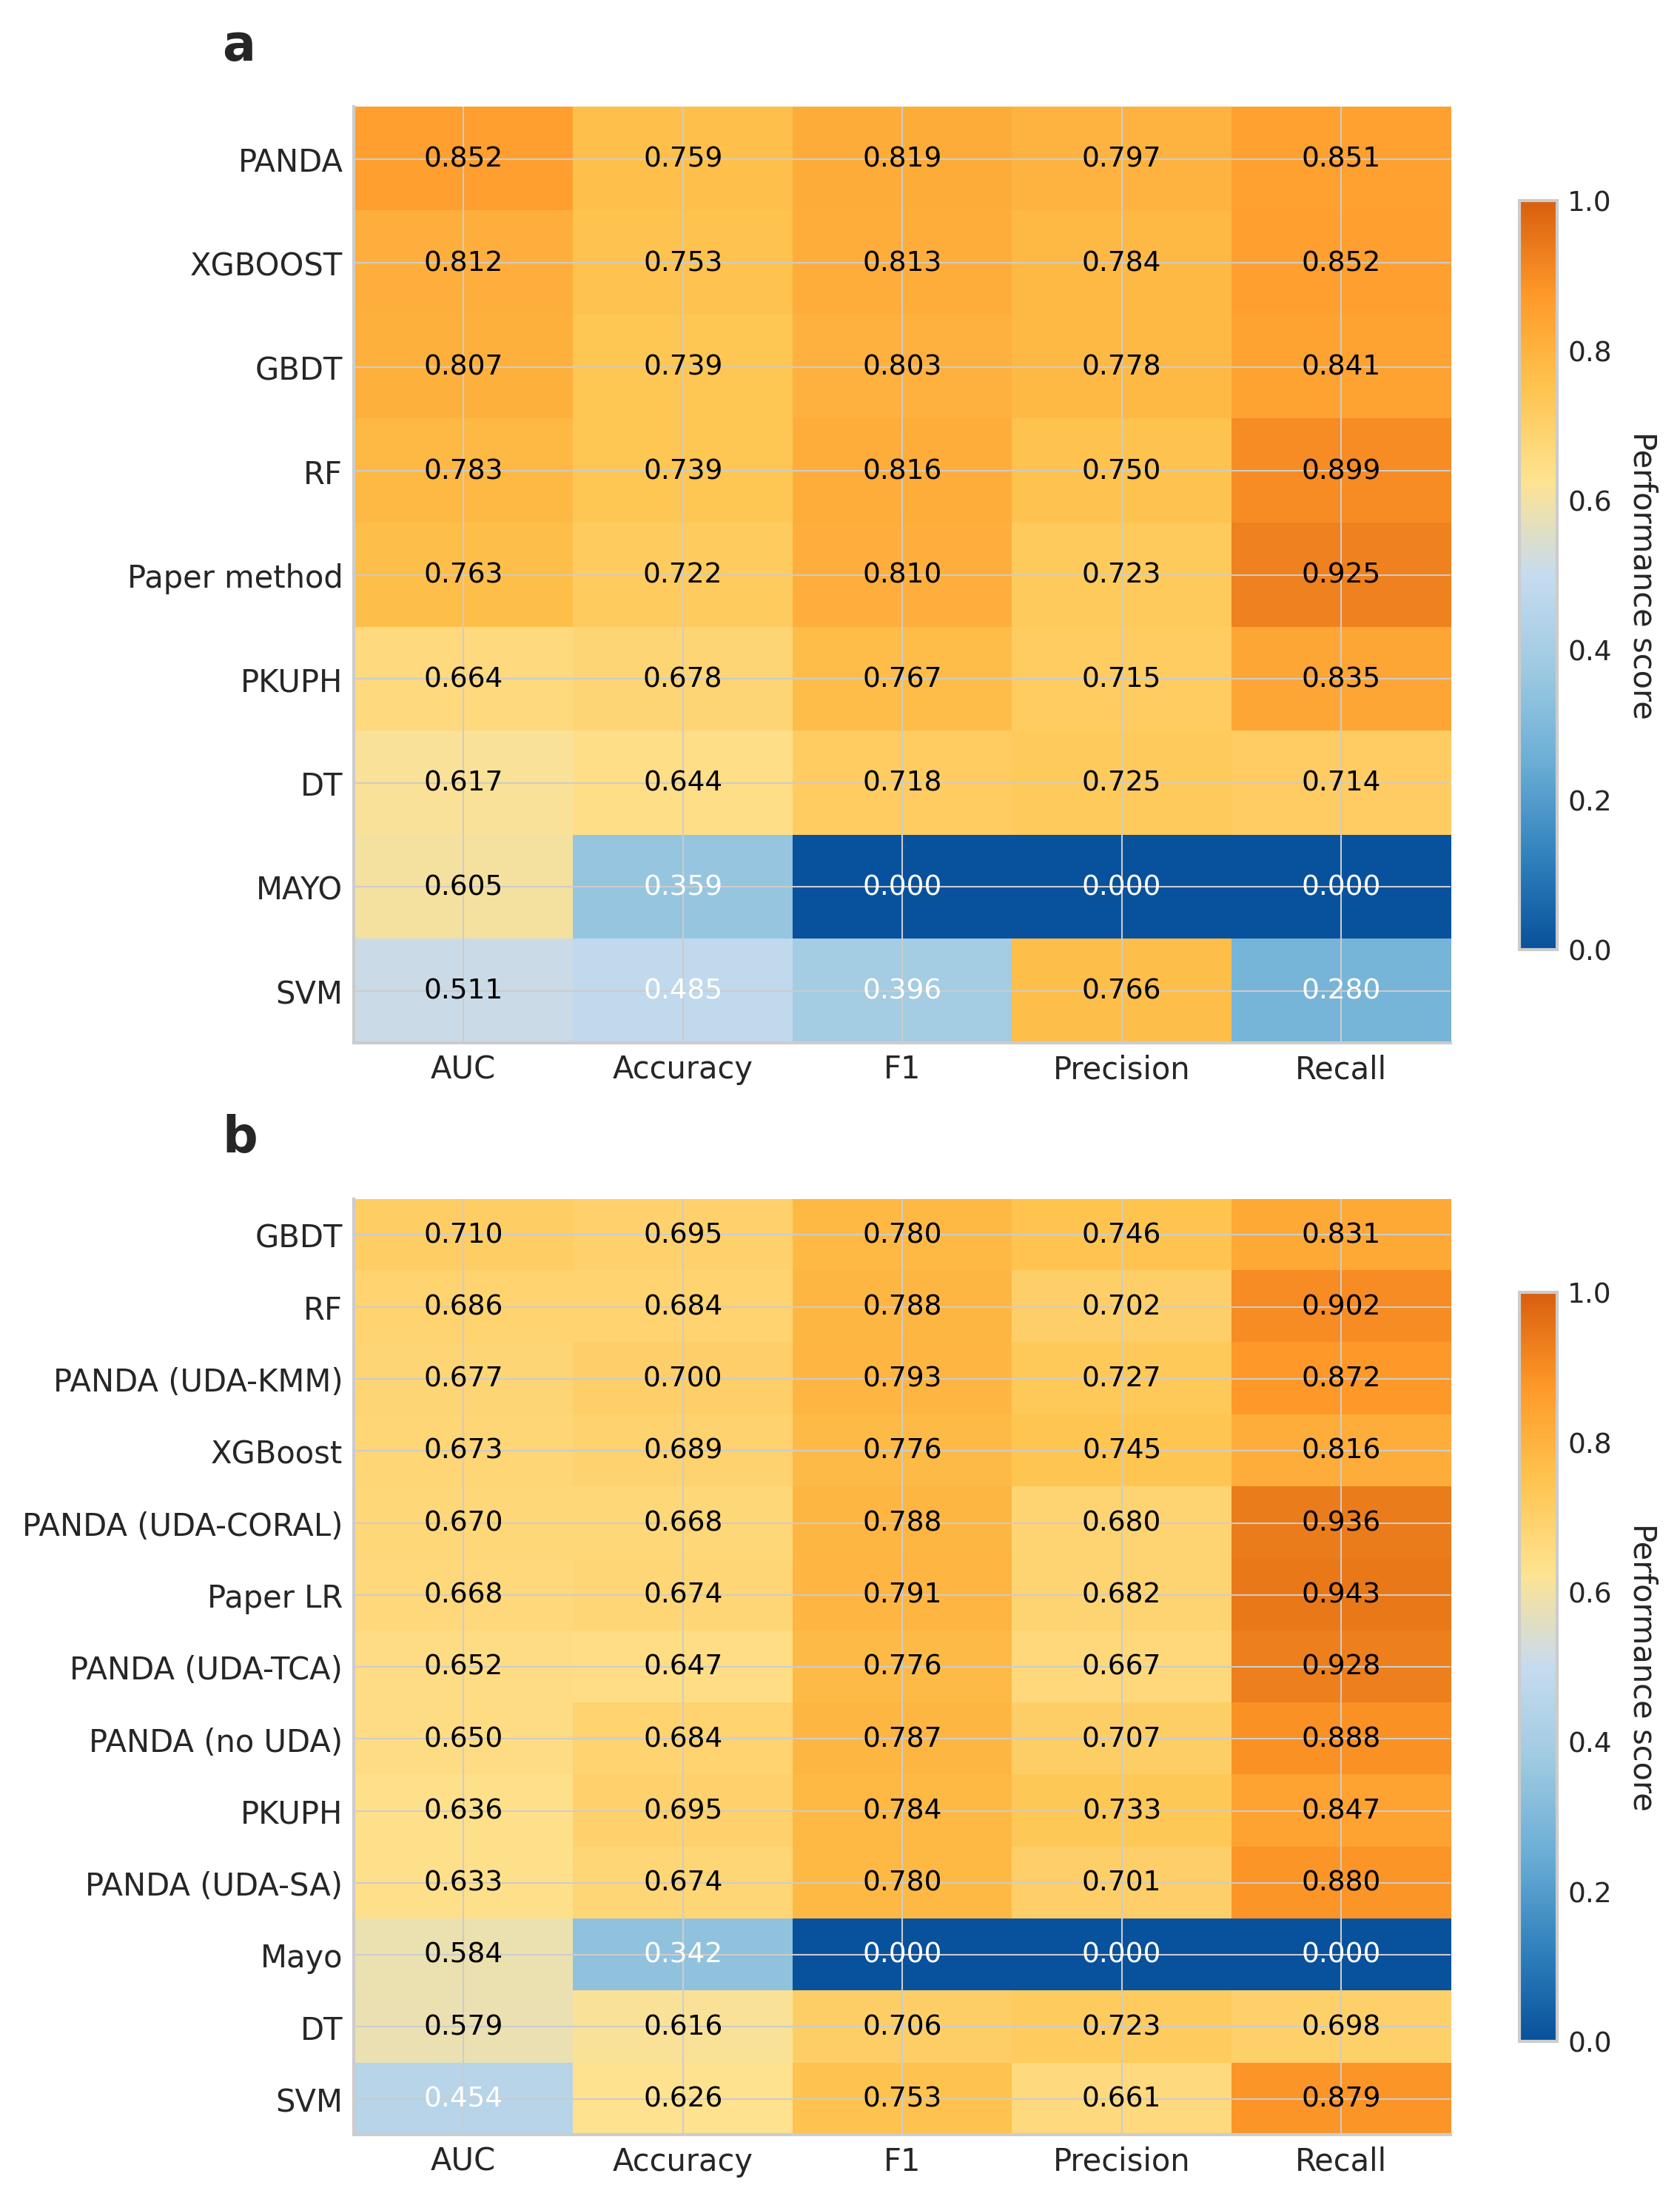 a
PANDA 0.852 0.759 0.819 0.797 0.851
XGBOOST 0.812 0.753 0.813 0.784 0.852
GBDT 0.807 0.739 0.803 0.778 0.841
RF 0.783 0.739 0.816 0.750 0.899
Paper method 0.763 0.722 0.810 0.723 0.925
PKUPH 0.664 0.678 0.767 0.715 0.835
DT 0.617 0.644 0.718 0.725 0.714
MAYO 0.605 0.359 0.000 0.000 0.000
SVM 0.511 0.485 0.396 0.766 0.280
AUC Accuracy F1 Precision Recall
1.0
0.8
0.6
0.4
0.2
0.0
Performance score
b
GBDT 0.710 0.695 0.780 0.746 0.831
RF 0.686 0.684 0.788 0.702 0.902
PANDA (UDA-KMM) 0.677 0.700 0.793 0.727 0.872
XGBoost 0.673 0.689 0.776 0.745 0.816
PANDA (UDA-CORAL) 0.670 0.668 0.788 0.680 0.936
Paper LR 0.668 0.674 0.791 0.682 0.943
PANDA (UDA-TCA) 0.652 0.647 0.776 0.667 0.928
PANDA (no UDA) 0.650 0.684 0.787 0.707 0.888
PKUPH 0.636 0.695 0.784 0.733 0.847
PANDA (UDA-SA) 0.633 0.674 0.780 0.701 0.880
Mayo 0.584 0.342 0.000 0.000 0.000
DT 0.579 0.616 0.706 0.723 0.698
SVM 0.454 0.626 0.753 0.661 0.879
AUC Accuracy F1 Precision Recall
1.0
0.8
0.6
0.4
0.2
0.0
Performance score